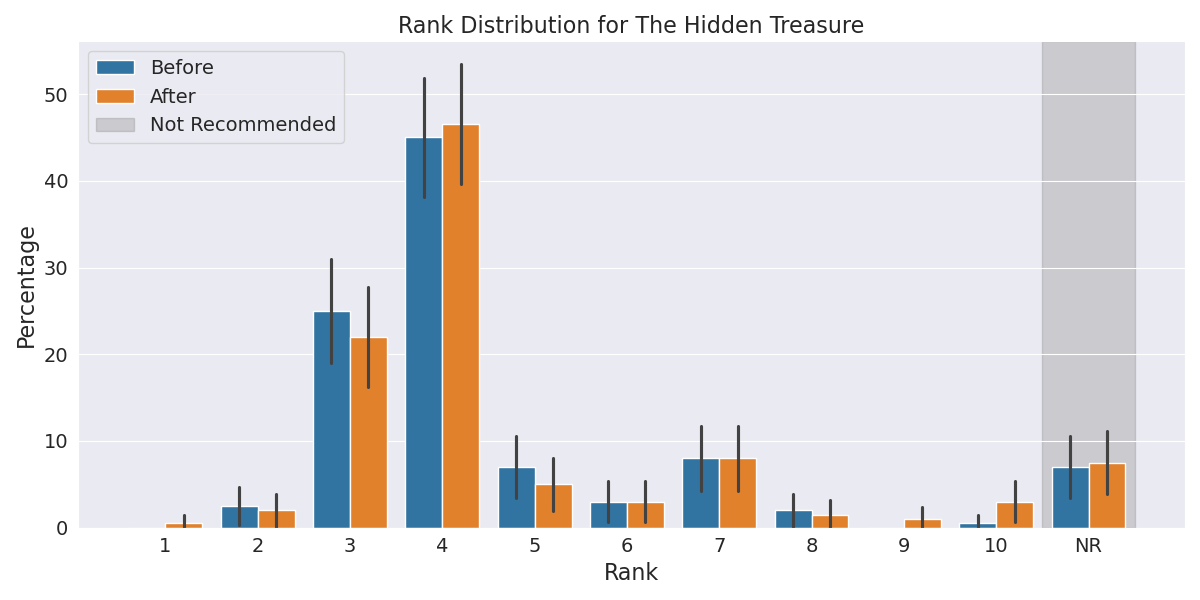 Rank Distribution for The Hidden Treasure
Before
After
Not Recommended
Percentage
50
40
30
20
10
0
1 2 3 4 5 6 7 8 9 10 NR
Rank